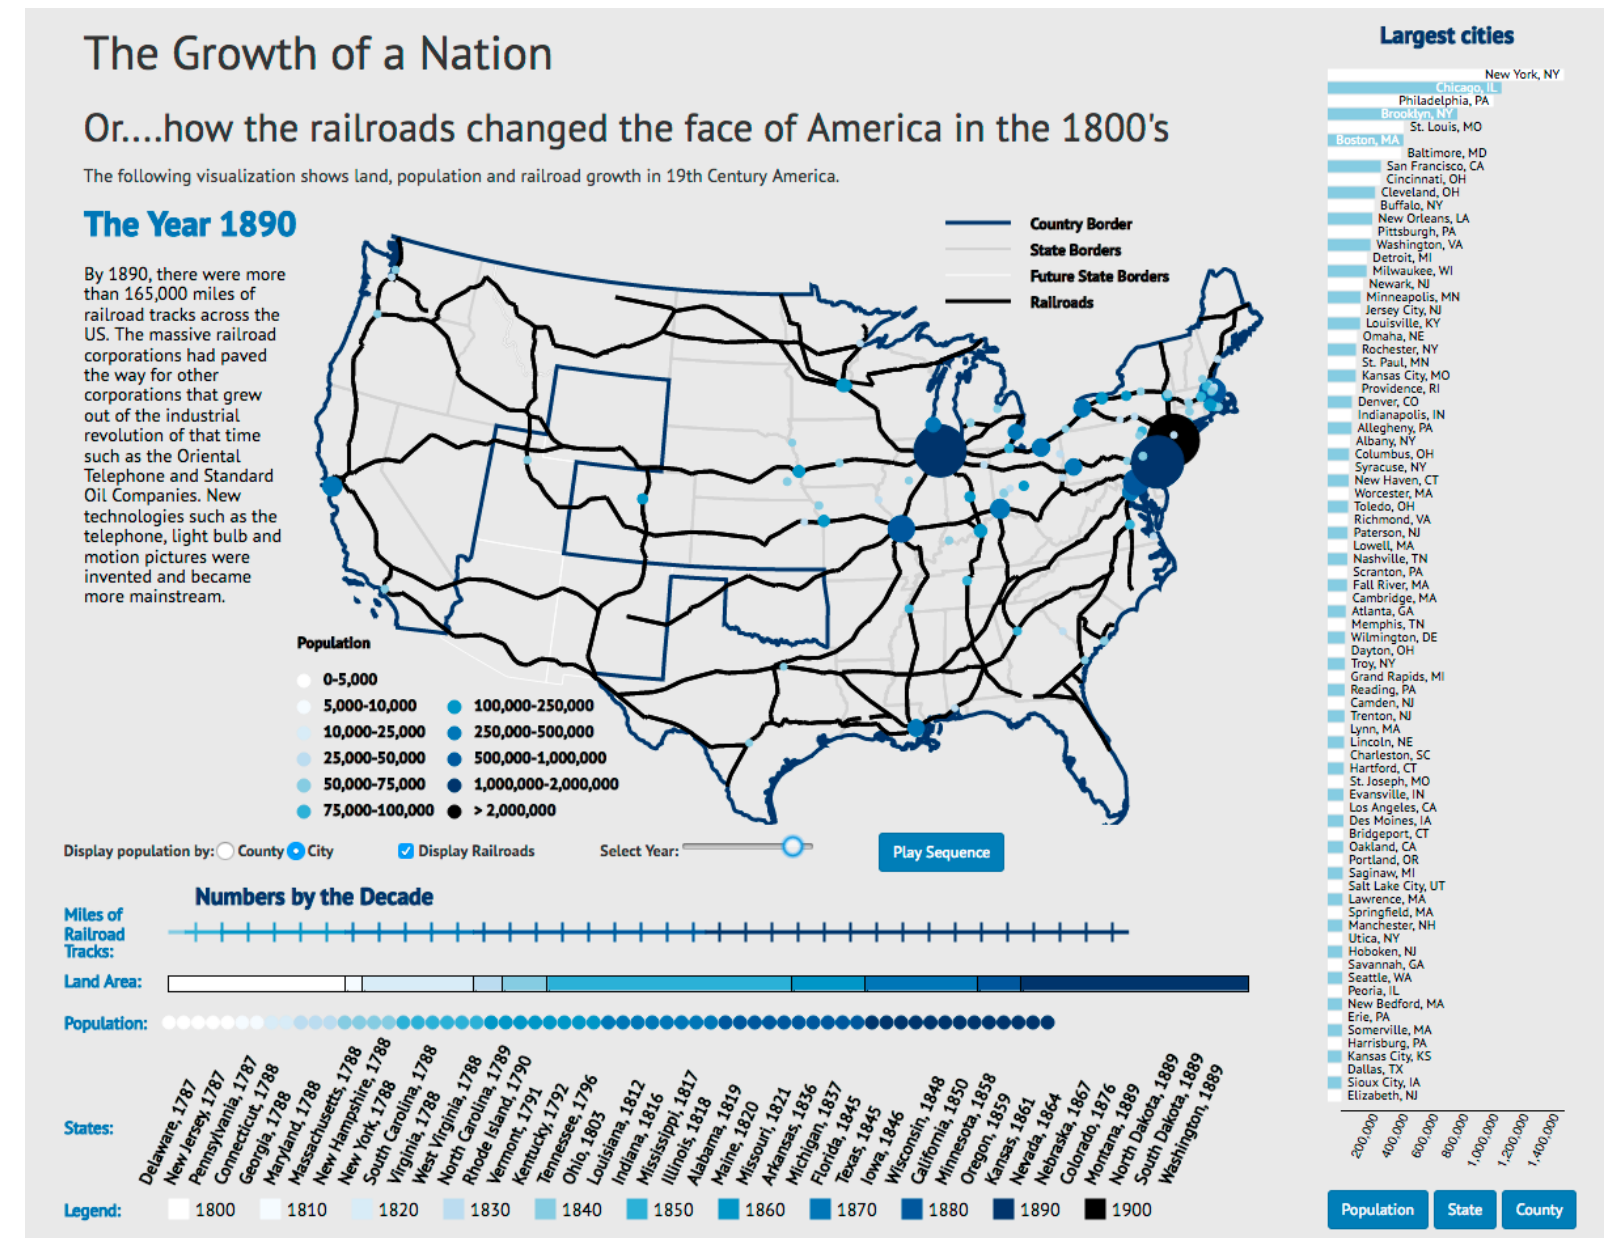 The Growth of a Nation
Or....how the railroads changed the face of America in the 1800's
The following visualization shows land, population and railroad growth in 19th Century America.
The Year 1890
By 1890, there were more
than 165,000 miles of
railroad tracks across the
US. The massive railroad
corporations had paved
the way for other
corporations that grew
out of the industrial
revolution of that time
such as the Oriental
Telephone and Standard
Oil Companies. New
technologies such as the
telephone, light bulb and
motion pictures were
invented and became
more mainstream.
Country Border
State Borders
Future State Borders
Railroads
Population
0-5,000
5,000-10,000
10,000-25,000
25,000-50,000
50,000-75,000
75,000-100,000
100,000-250,000
250,000-500,000
500,000-1,000,000
1,000,000-2,000,000
> 2,000,000
Display population by: County City
Display Railroads
Select Year:
Play Sequence
Numbers by the Decade
Miles of
Railroad
Tracks:
Land Area:
Population:
States:
Delaware, 1787
New Jersey, 1787
Pennsylvania, 1787
Connecticut, 1788
Georgia, 1788
Maryland, 1788
Massachusetts, 1788
New Hampshire, 1788
New York, 1788
South Carolina, 1788
Virginia, 1788
West Virginia, 1788
North Carolina, 1789
Rhode Island, 1790
Vermont, 1791
Kentucky, 1792
Tennessee, 1796
Ohio, 1803
Louisiana, 1812
Indiana, 1816
Mississippi, 1817
Illinois, 1818
Alabama, 1819
Maine, 1820
Missouri, 1821
Arkansas, 1836
Michigan, 1837
Florida, 1845
Texas, 1845
Iowa, 1846
Wisconsin, 1848
California, 1850
Minnesota, 1858
Oregon, 1859
Kansas, 1861
Nevada, 1864
Nebraska, 1867
Colorado, 1876
Montana, 1889
North Dakota, 1889
South Dakota, 1889
Washington, 1889
Legend: 1800 1810 1820 1830 1840 1850 1860 1870 1880 1890 1900
Largest cities
New York, NY
Chicago, IL
Philadelphia, PA
Brooklyn, NY
St. Louis, MO
Boston, MA
Baltimore, MD
San Francisco, CA
Cincinnati, OH
Cleveland, OH
Buffalo, NY
New Orleans, LA
Pittsburgh, PA
Washington, VA
Detroit, MI
Milwaukee, WI
Newark, NJ
Minneapolis, MN
Jersey City, NJ
Louisville, KY
Omaha, NE
Rochester, NY
St. Paul, MN
Kansas City, MO
Providence, RI
Denver, CO
Indianapolis, IN
Allegheny, PA
Albany, NY
Columbus, OH
Syracuse, NY
New Haven, CT
Worcester, MA
Toledo, OH
Richmond, VA
Paterson, NJ
Lowell, MA
Nashville, TN
Scranton, PA
Fall River, MA
Cambridge, MA
Atlanta, GA
Memphis, TN
Wilmington, DE
Dayton, OH
Troy, NY
Grand Rapids, MI
Reading, PA
Camden, NJ
Trenton, NJ
Lynn, MA
Lincoln, NE
Charleston, SC
Hartford, CT
St. Joseph, MO
Evansville, IN
Los Angeles, CA
Des Moines, IA
Bridgeport, CT
Oakland, CA
Portland, OR
Saginaw, MI
Salt Lake City, UT
Lawrence, MA
Springfield, MA
Manchester, NH
Utica, NY
Hoboken, NJ
Savannah, GA
Seattle, WA
Peoria, IL
New Bedford, MA
Erie, PA
Somerville, MA
Harrisburg, PA
Kansas City, KS
Dallas, TX
Sioux City, IA
Elizabeth, NJ
200,000
400,000
600,000
800,000
1,000,000
1,200,000
1,400,000
Population State County